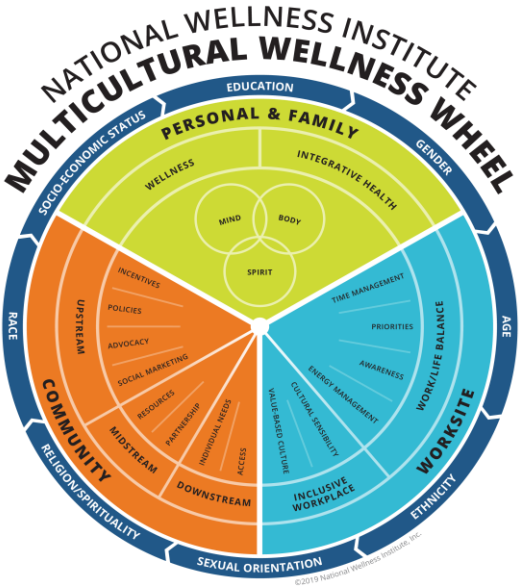 NATIONAL WELLNESS INSTITUTE
MULTICULTURAL WELLNESS WHEEL
EDUCATION
GENDER
AGE
ETHNICITY
SEXUAL ORIENTATION
RELIGION/SPIRITUALITY
RACE
SOCIO-ECONOMIC STATUS
PERSONAL & FAMILY
WELLNESS
INTEGRATIVE HEALTH
MIND
BODY
SPIRIT
WORKSITE
WORK/LIFE BALANCE
TIME MANAGEMENT
PRIORITIES
AWARENESS
ENERGY MANAGEMENT
INCLUSIVE
WORKPLACE
CULTURAL SENSIBILITY
VALUE-BASED CULTURE
COMMUNITY
UPSTREAM
INCENTIVES
POLICIES
ADVOCACY
SOCIAL MARKETING
MIDSTREAM
RESOURCES
PARTNERSHIP
DOWNSTREAM
INDIVIDUAL NEEDS
ACCESS
©2019 National Wellness Institute, Inc.